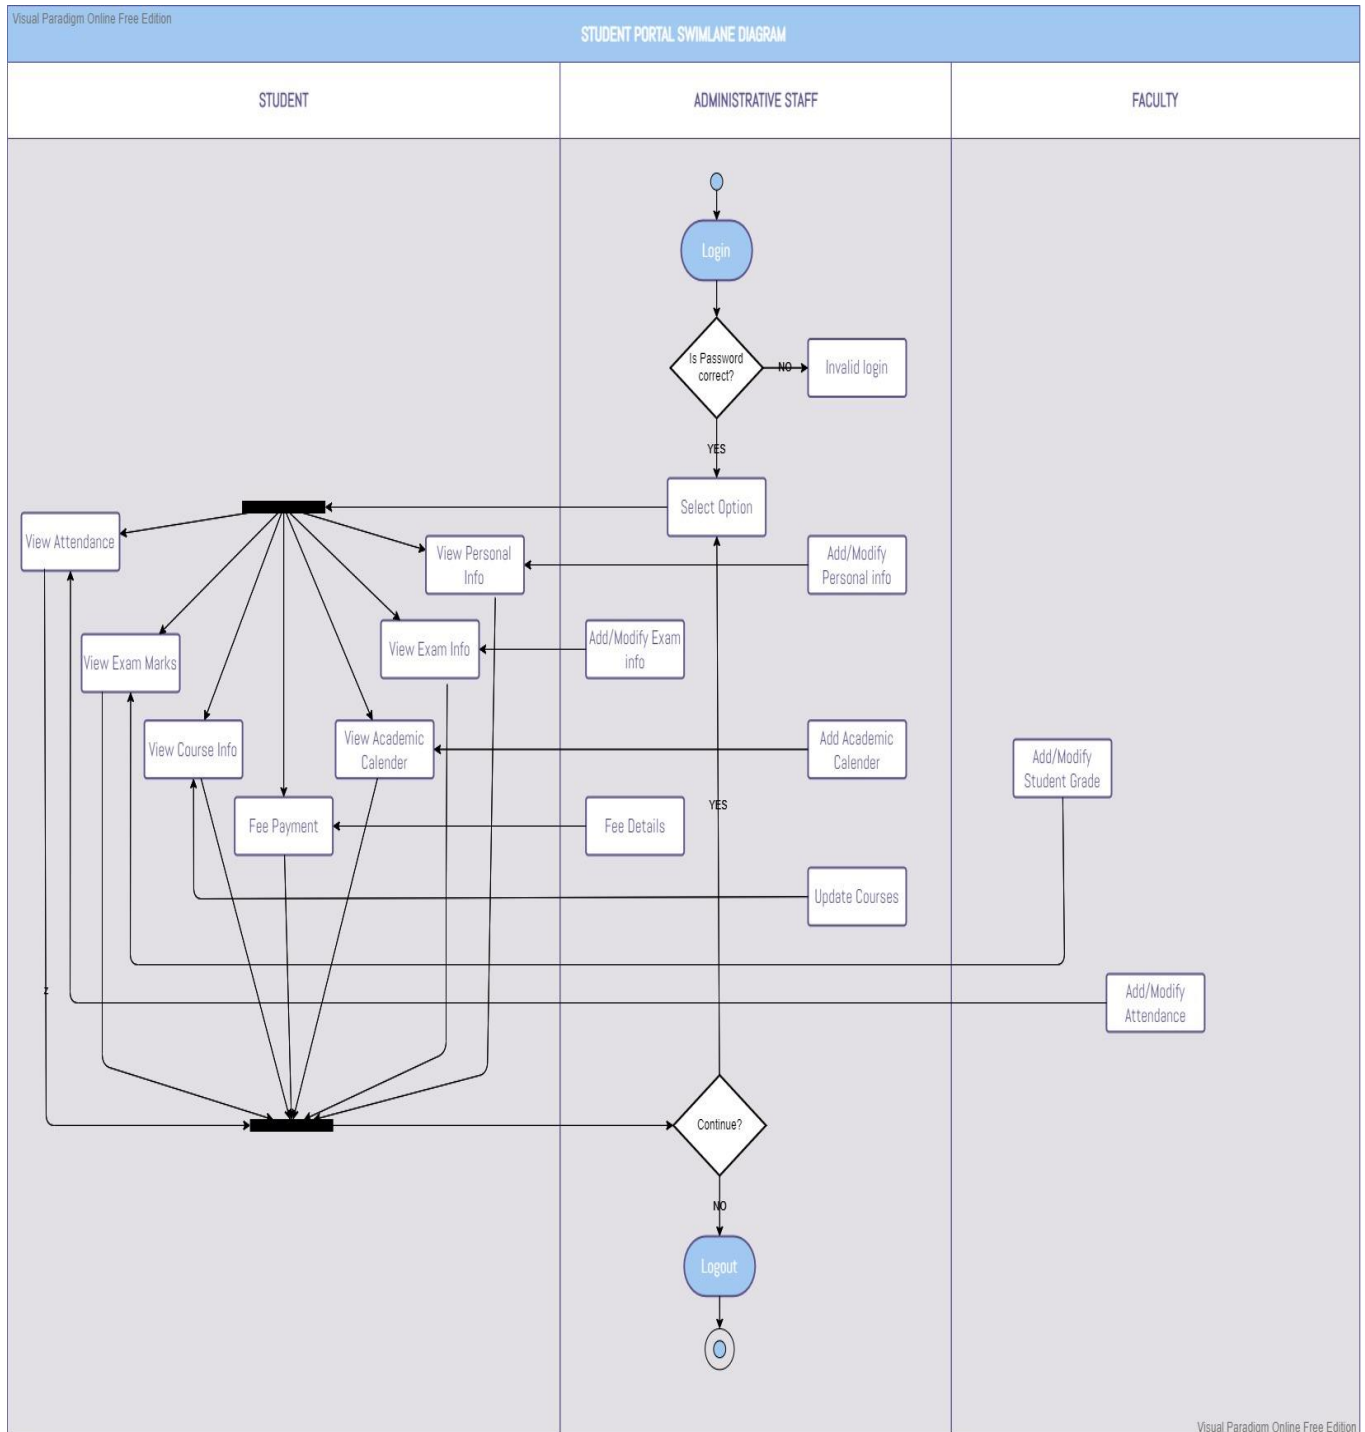 Visual Paradigm Online Free Edition
STUDENT PORTAL SWIMLANE DIAGRAM
STUDENT
ADMINISTRATIVE STAFF
FACULTY
Login
Is Password
correct?
NO
Invalid login
YES
Select Option
View Attendance
View Personal
Info
Add/Modify
Personal info
View Exam Marks
View Exam Info
Add/Modify Exam
info
View Course Info
View Academic
Calender
Add Academic
Calender
Add/Modify
Student Grade
YES
Fee Payment
Fee Details
Update Courses
z
Add/Modify
Attendance
Continue?
NO
Logout
Visual Paradigm Online Free Edition